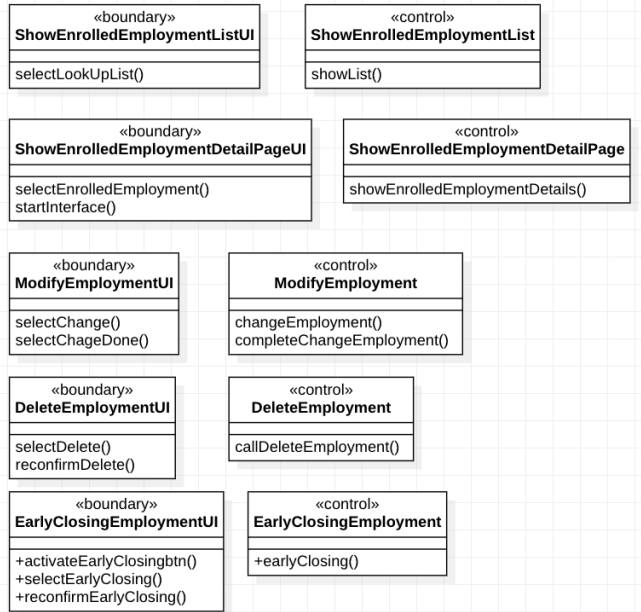 «boundary»
ShowEnrolledEmploymentListUI
selectLookUpList()
«control»
ShowEnrolledEmploymentList
showList()
«boundary»
ShowEnrolledEmploymentDetailPageUI
selectEnrolledEmployment()
startInterface()
«control»
ShowEnrolledEmploymentDetailPage
showEnrolledEmploymentDetails()
«boundary»
ModifyEmploymentUI
selectChange()
selectChageDone()
«control»
ModifyEmployment
changeEmployment()
completeChangeEmployment()
«boundary»
DeleteEmploymentUI
selectDelete()
reconfirmDelete()
«control»
DeleteEmployment
callDeleteEmployment()
«boundary»
EarlyClosingEmploymentUI
+activateEarlyClosingbtn()
+selectEarlyClosing()
+reconfirmEarlyClosing()
«control»
EarlyClosingEmployment
+earlyClosing()